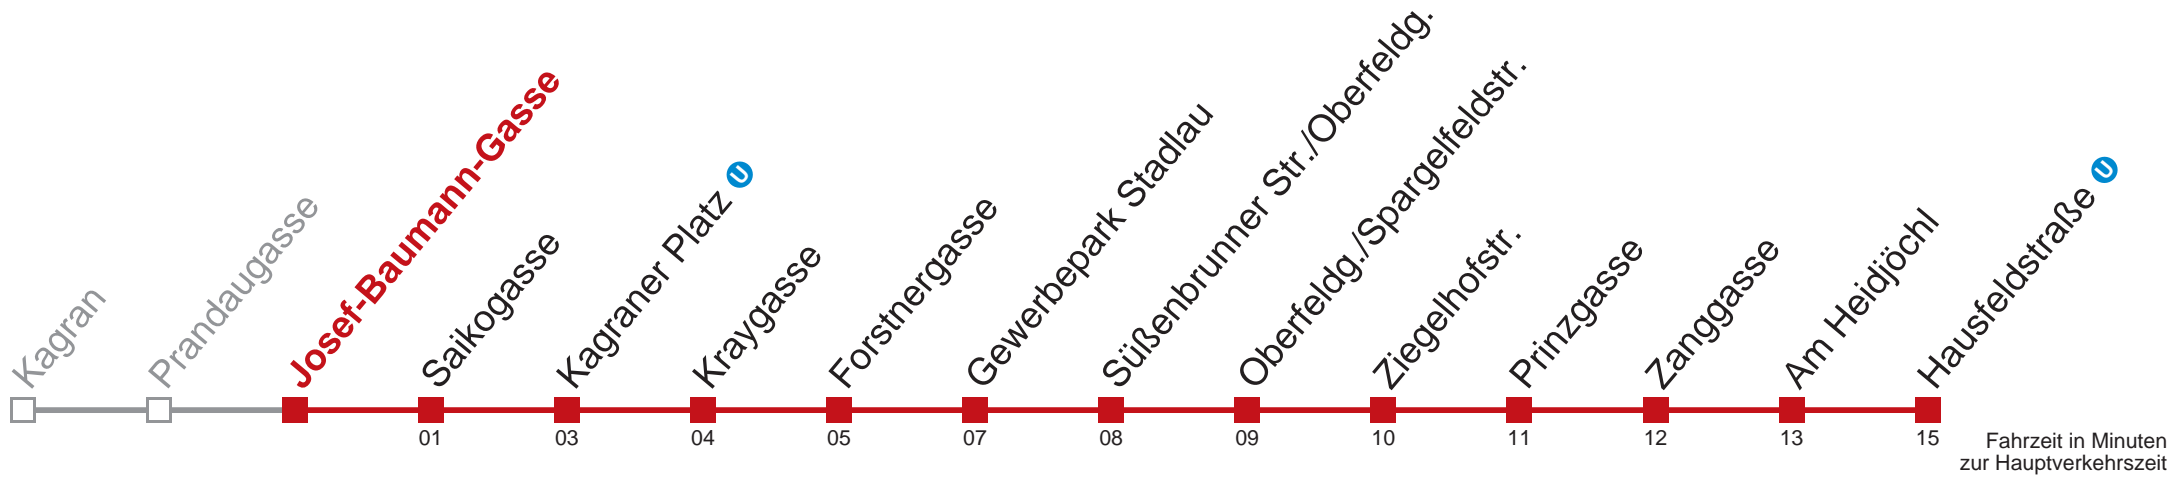 Kagran
Prandaugasse
Josef-Baumann-Gasse
Saikogasse
Kagraner Platz U
Kraygasse
Forstnergasse
Gewerbepark Stadlau
Süßenbrunner Str./Oberfeldg.
Oberfeldg./Spargelfeldstr.
Ziegelhofstr.
Prinzgasse
Zanggasse
Am Heidjöchl
Hausfeldstraße U
01 03 04 05 07 08 09 10 11 12 13 15
Fahrzeit in Minuten
zur Hauptverkehrszeit